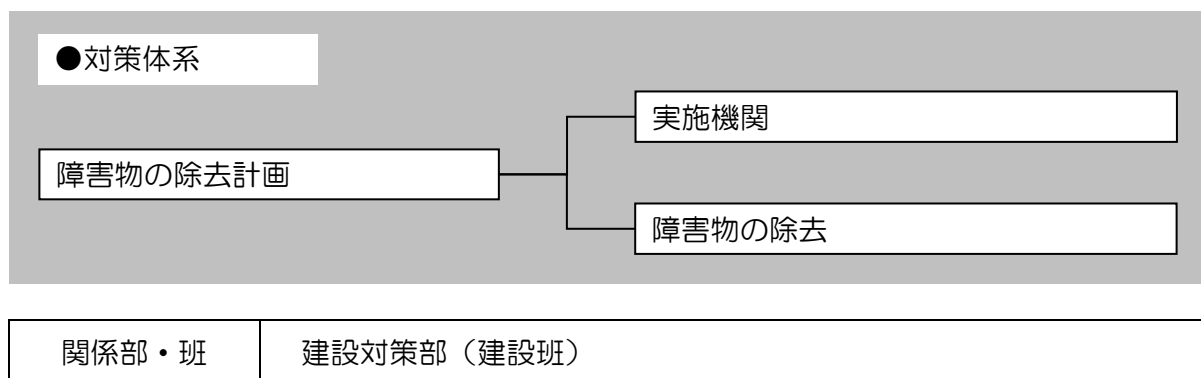 ●対策体系
実施機関
障害物の除去計画
障害物の除去
関係部・班 建設対策部（建設班）